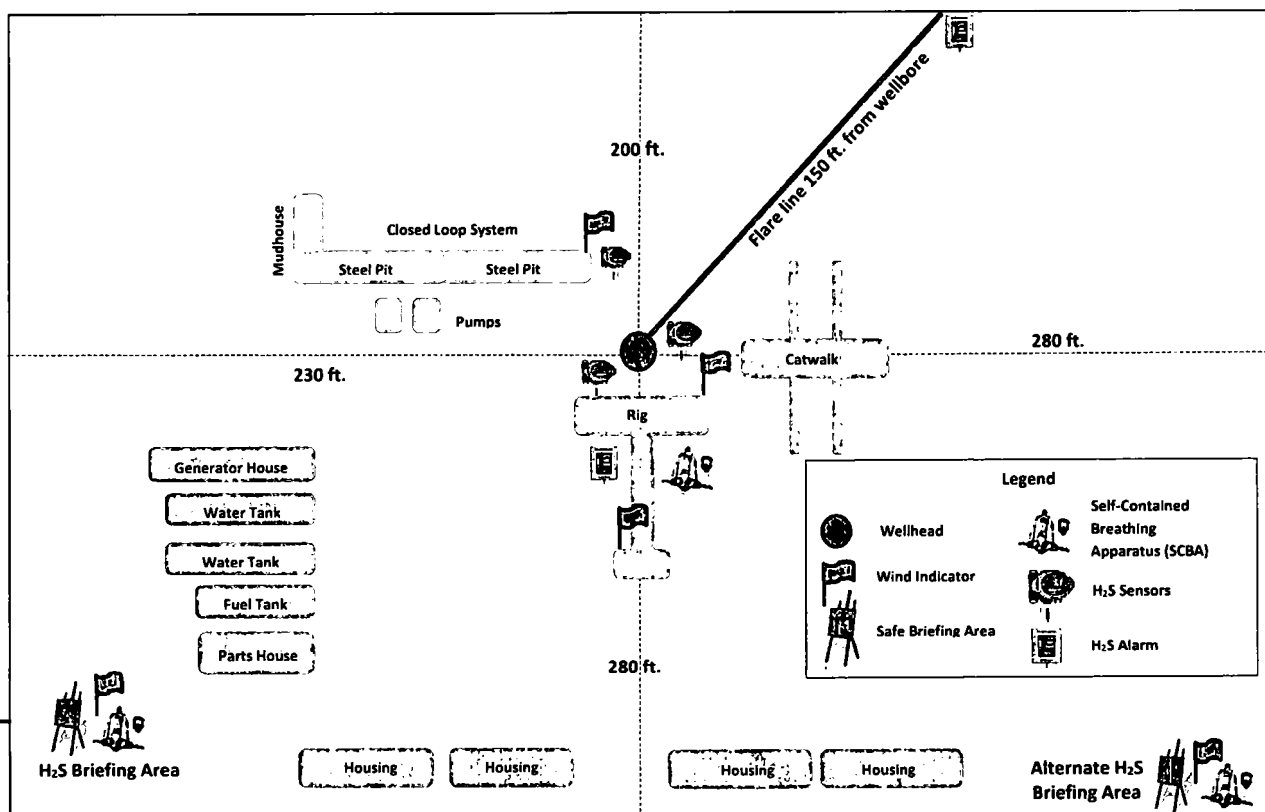 200 ft.
Flare line 150 ft. from wellbore
Mudhouse
Closed Loop System
Steel Pit
Steel Pit
Pumps
230 ft.
Catwalk
280 ft.
Rig
Generator House
Water Tank
Water Tank
Fuel Tank
Parts House
280 ft.
Legend
Wellhead
Wind Indicator
Safe Briefing Area
Self-Contained
Breathing
Apparatus (SCBA)
H₂S Sensors
H₂S Alarm
H₂S Briefing Area
Housing
Housing
Housing
Housing
Alternate H₂S
Briefing Area